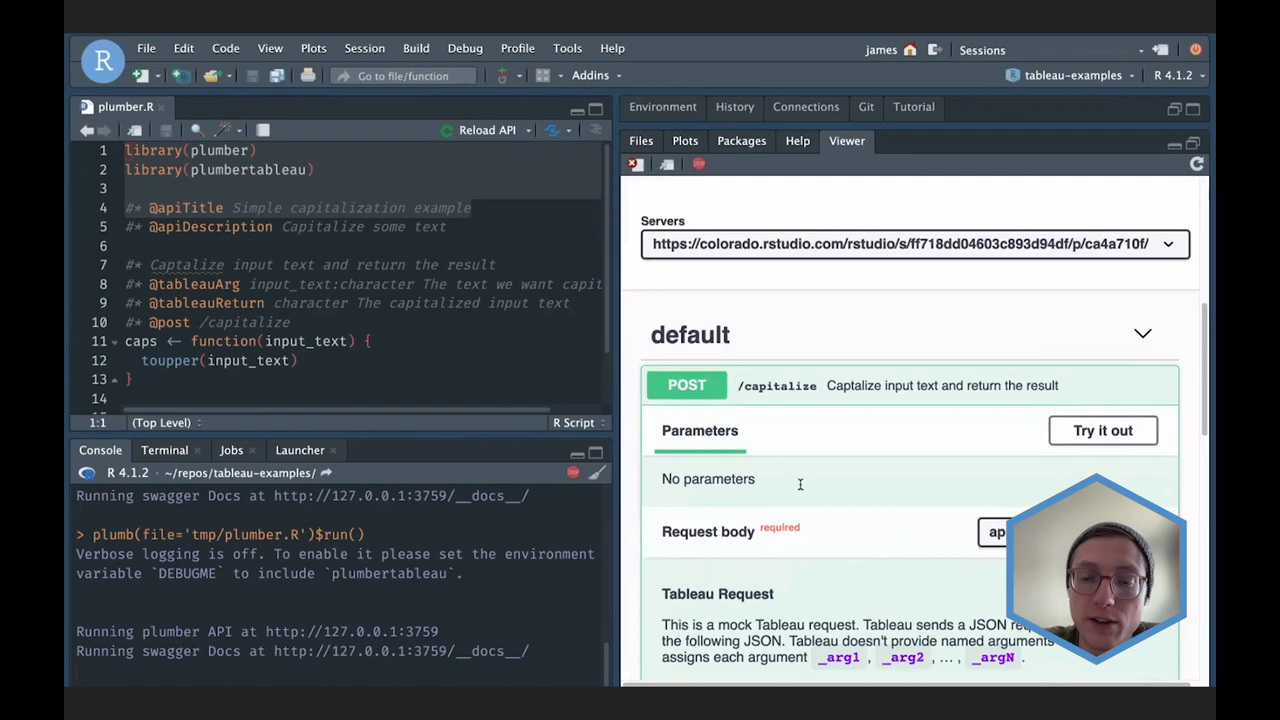 R
File Edit Code View Plots Session Build Debug Profile Tools Help
james Sessions
Go to file/function Addins
tableau-examples R 4.1.2
plumber.R
Reload API
1 library(plumber)
2 library(plumbertableau)
3
4 #* @apiTitle Simple capitalization example
5 #* @apiDescription Capitalize some text
6
7 #* Captalize input text and return the result
8 #* @tableauArg input_text:character The text we want capit
9 #* @tableauReturn character The capitalized input text
10 #* @post /capitalize
11 caps <- function(input_text) {
12 toupper(input_text)
13 }
14
1:1 (Top Level) R Script
Console Terminal Jobs Launcher
R 4.1.2 · ~/repos/tableau-examples/
Running swagger Docs at http://127.0.0.1:3759/__docs__/
> plumb(file='tmp/plumber.R')$run()
Verbose logging is off. To enable it please set the environment
variable `DEBUGME` to include `plumbertableau`.
Running plumber API at http://127.0.0.1:3759
Running swagger Docs at http://127.0.0.1:3759/__docs__/
Environment History Connections Git Tutorial
Files Plots Packages Help Viewer
Servers
https://colorado.rstudio.com/rstudio/s/ff718dd04603c893d94df/p/ca4a710f/
default
POST /capitalize Captalize input text and return the result
Parameters Try it out
No parameters
Request body required ap
Tableau Request
This is a mock Tableau request. Tableau sends a JSON req
the following JSON. Tableau doesn't provide named arguments
assigns each argument _arg1 , _arg2 , ... , _argN .